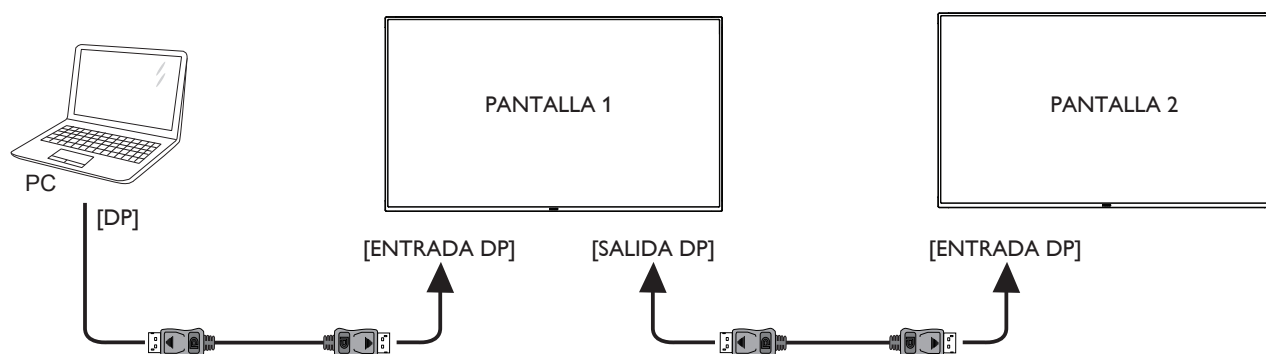 PANTALLA 1
PANTALLA 2
PC
[DP]
[ENTRADA DP]
[SALIDA DP]
[ENTRADA DP]